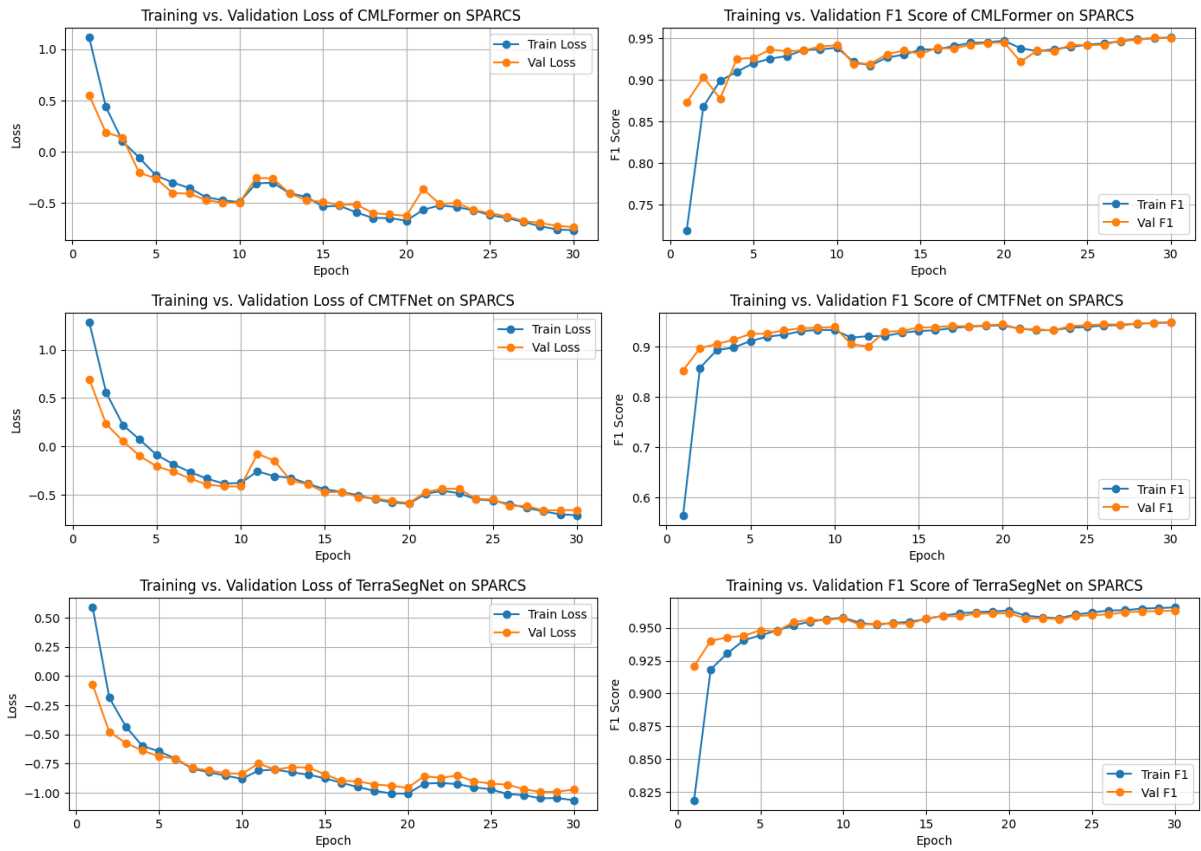 Training vs. Validation Loss of CMLFormer on SPARCS
1.0
0.5
0.0
−0.5
Loss
Train Loss
Val Loss
0 5 10 15 20 25 30
Epoch
Training vs. Validation F1 Score of CMLFormer on SPARCS
0.95
0.90
0.85
0.80
0.75
F1 Score
Train F1
Val F1
0 5 10 15 20 25 30
Epoch
Training vs. Validation Loss of CMTFNet on SPARCS
1.0
0.5
0.0
−0.5
Loss
Train Loss
Val Loss
0 5 10 15 20 25 30
Epoch
Training vs. Validation F1 Score of CMTFNet on SPARCS
0.9
0.8
0.7
0.6
F1 Score
Train F1
Val F1
0 5 10 15 20 25 30
Epoch
Training vs. Validation Loss of TerraSegNet on SPARCS
0.50
0.25
0.00
−0.25
−0.50
−0.75
−1.00
Loss
Train Loss
Val Loss
0 5 10 15 20 25 30
Epoch
Training vs. Validation F1 Score of TerraSegNet on SPARCS
0.950
0.925
0.900
0.875
0.850
0.825
F1 Score
Train F1
Val F1
0 5 10 15 20 25 30
Epoch